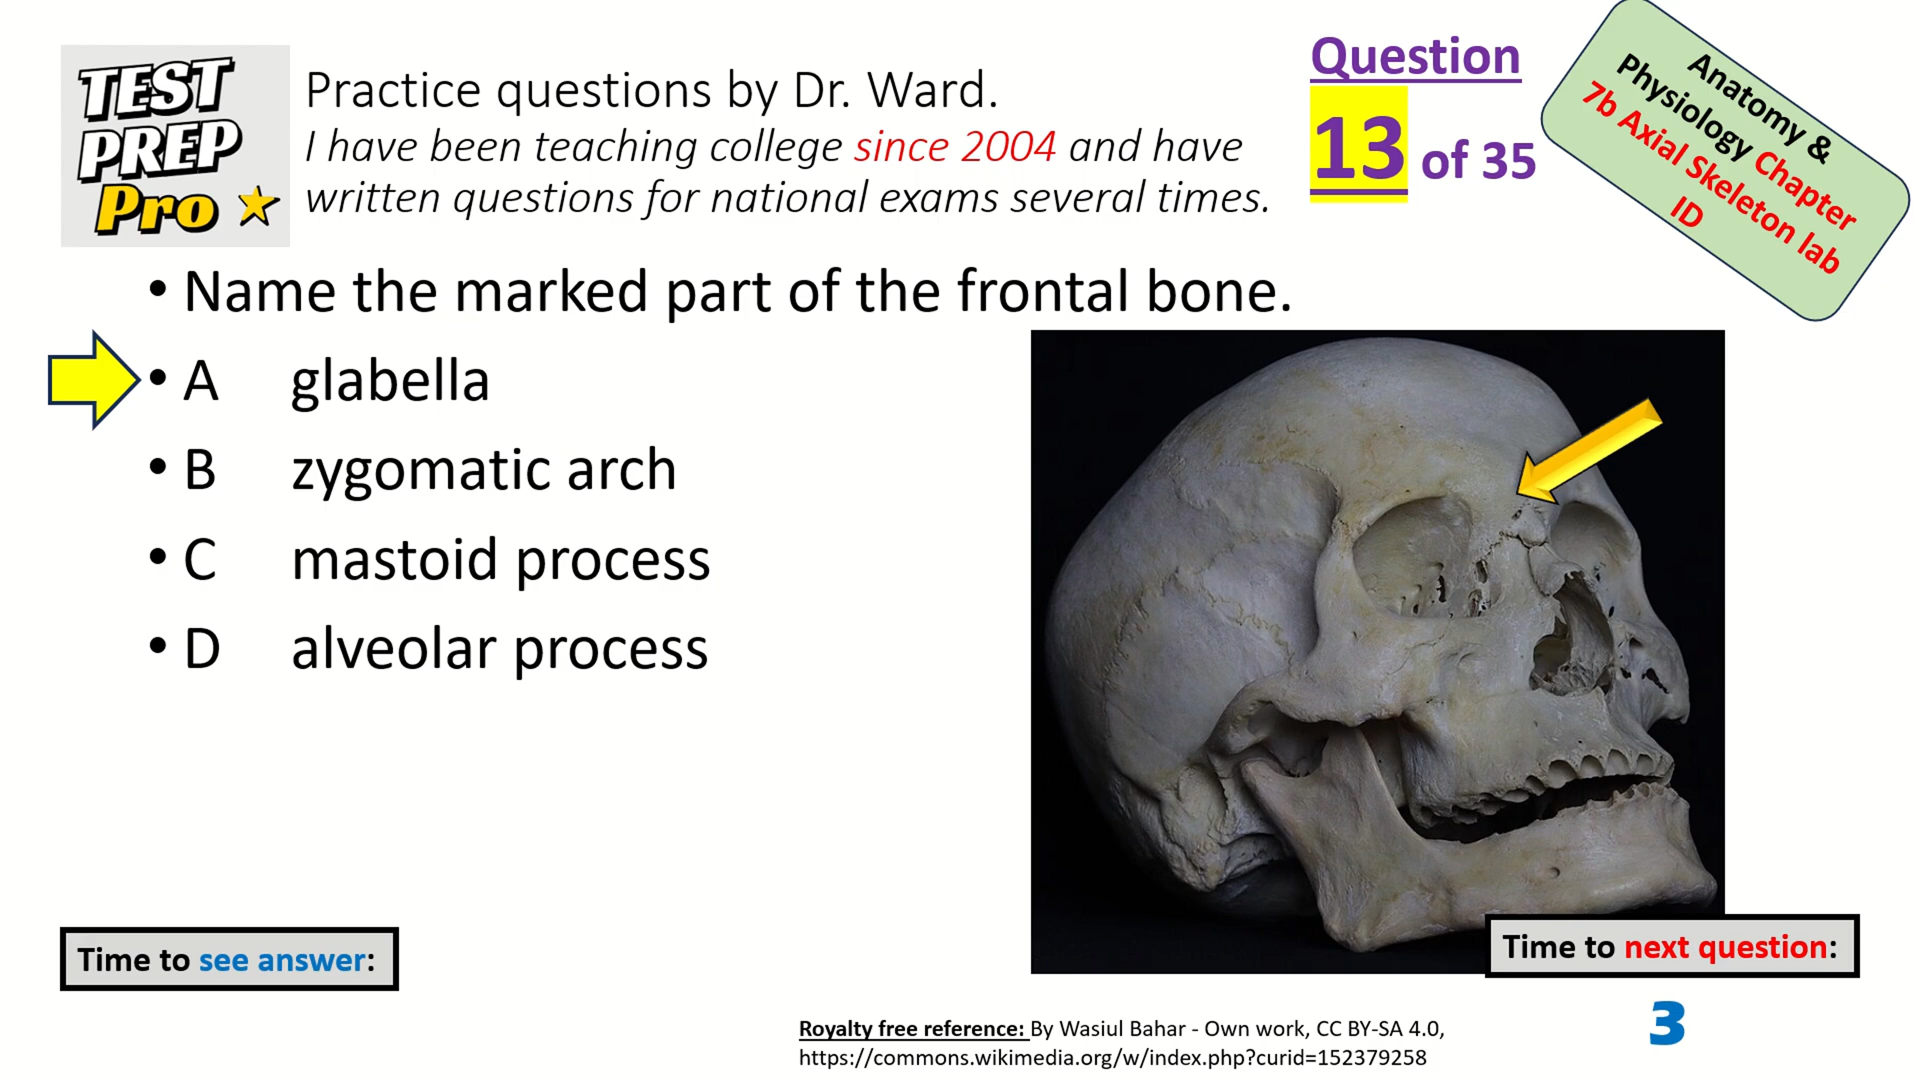 TEST
PREP
Pro
Practice questions by Dr. Ward.
I have been teaching college since 2004 and have
written questions for national exams several times.
Question
13 of 35
Anatomy &
Physiology Chapter
7b Axial Skeleton lab
ID
• Name the marked part of the frontal bone.
• A glabella
• B zygomatic arch
• C mastoid process
• D alveolar process
Time to see answer:
Time to next question:
3
Royalty free reference: By Wasiul Bahar - Own work, CC BY-SA 4.0,
https://commons.wikimedia.org/w/index.php?curid=152379258